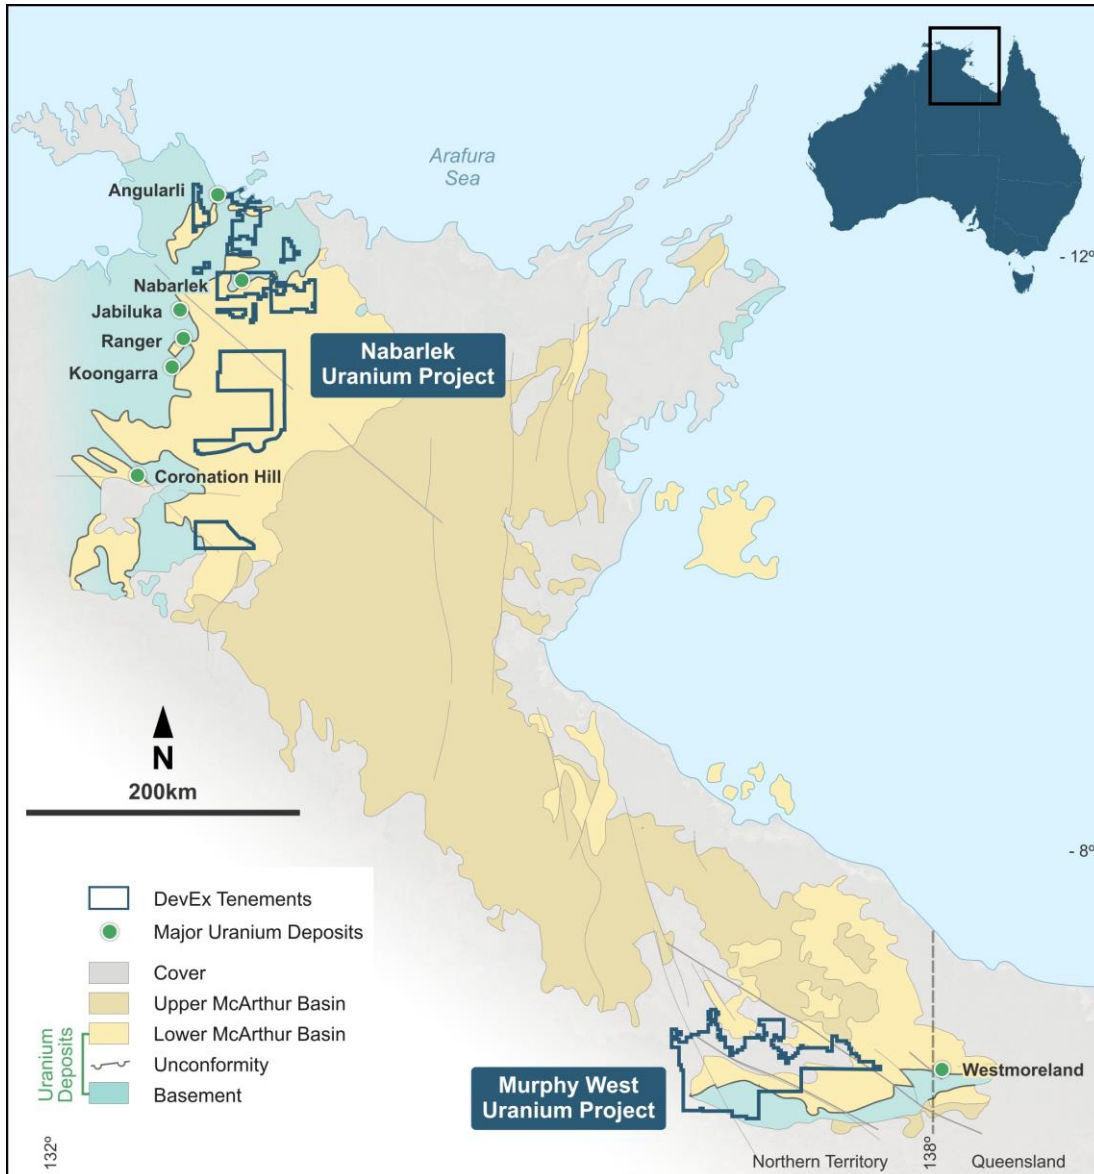 Arafura
Sea
- 12º
Angularli
Nabarlek
Jabiluka
Ranger
Koongarra
Nabarlek
Uranium Project
Coronation Hill
N
200km
- 8º
DevEx Tenements
Major Uranium Deposits
Cover
Upper McArthur Basin
Lower McArthur Basin
Unconformity
Basement
Uranium
Deposits
Westmoreland
Murphy West
Uranium Project
132º
138º
Northern Territory
Queensland